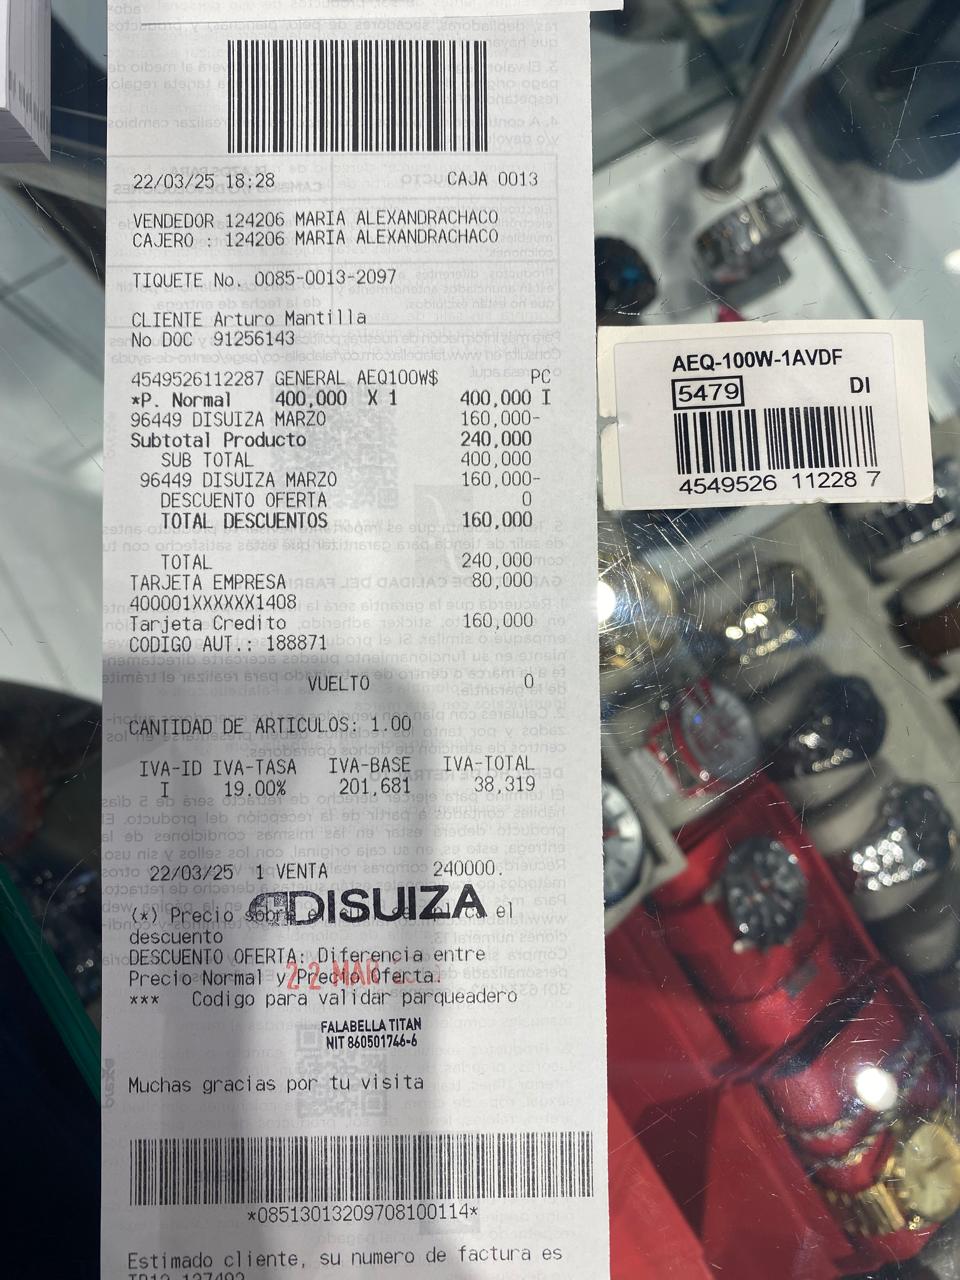 22/03/25 18:28 CAJA 0013
VENDEDOR 124206 MARIA ALEXANDRACHACO
CAJERO : 124206 MARIA ALEXANDRACHACO
TIQUETE No. 0085-0013-2097
CLIENTE Arturo Mantilla
No DOC 91256143
4549526112287 GENERAL AEQ100W$ PC
*P. Normal 400,000 X 1 400,000 I
96449 DISUIZA MARZO 160,000-
Subtotal Producto 240,000
SUB TOTAL 400,000
96449 DISUIZA MARZO 160,000-
DESCUENTO OFERTA 0
TOTAL DESCUENTOS 160,000
TOTAL 240,000
TARJETA EMPRESA 80,000
400001XXXXXX1408
Tarjeta Credito 160,000
CODIGO AUT.: 188871
VUELTO 0
CANTIDAD DE ARTICULOS: 1.00
IVA-ID IVA-TASA IVA-BASE IVA-TOTAL
I 19.00% 201,681 38,319
22/03/25 1 VENTA 240000.
DISUIZA
(*) Precio sobre el
descuento
DESCUENTO OFERTA: Diferencia entre
Precio Normal y Precio Oferta.
22 MAR
*** Codigo para validar parqueadero
FALABELLA TITAN
NIT 860501746-6
Muchas gracias por tu visita
*08513013209708100114*
Estimado cliente, su numero de factura es
AEQ-100W-1AVDF
5479 DI
4549526 11228 7